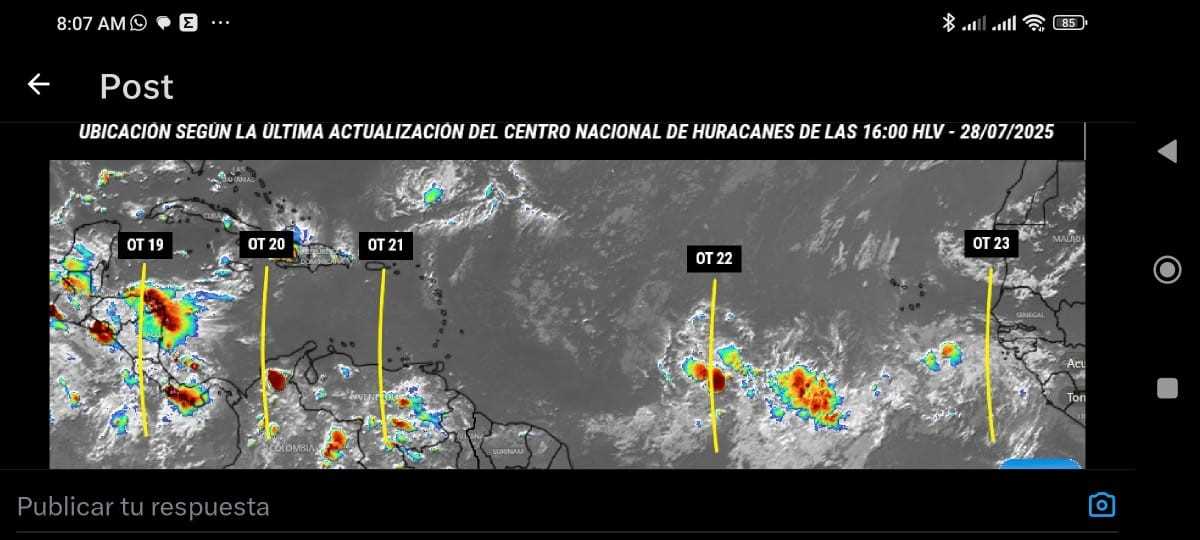 8:07 AM
85
Post
UBICACIÓN SEGÚN LA ÚLTIMA ACTUALIZACIÓN DEL CENTRO NACIONAL DE HURACANES DE LAS 16:00 HLV - 28/07/2025
OT 19
OT 20
OT 21
OT 22
OT 23
SENEGAL
Acc
Ton
COLOMBIA
SURINAM
Publicar tu respuesta